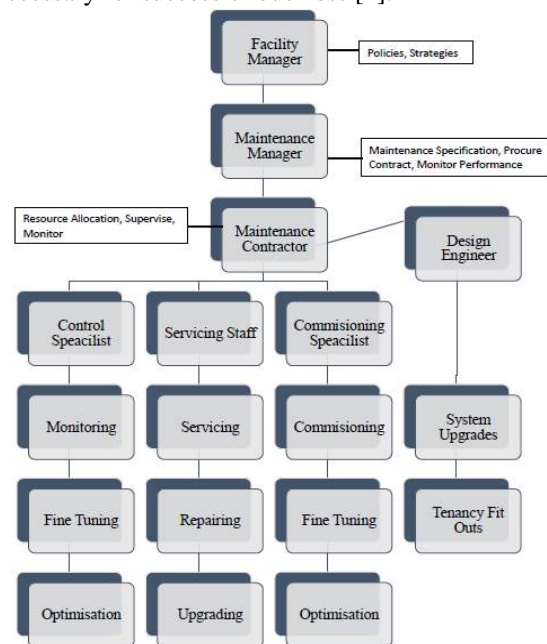 Facility
Manager
Policies, Strategies
Maintenance
Manager
Maintenance Specification, Procure
Contract, Monitor Performance
Resource Allocation, Supervise,
Monitor
Maintenance
Contractor
Design
Engineer
Control
Speacilist
Servicing Staff
Commisioning
Speacilist
Monitoring
Servicing
Commisioning
System
Upgrades
Fine Tuning
Repairing
Fine Tuning
Tenancy Fit
Outs
Optimisation
Upgrading
Optimisation